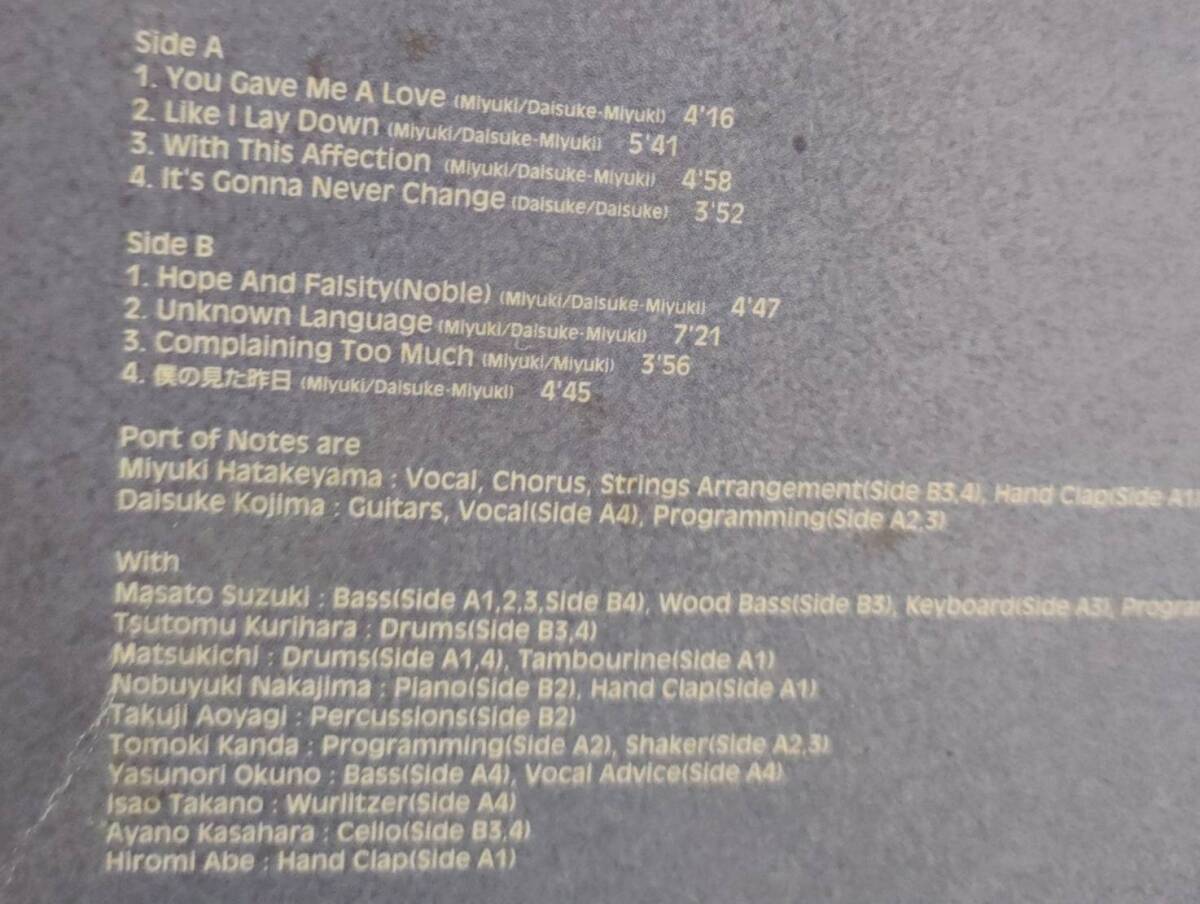 Side A
1. You Gave Me A Love (Miyuki/Daisuke-Miyuki) 4'16
2. Like I Lay Down (Miyuki/Daisuke-Miyuki) 5'41
3. With This Affection (Miyuki/Daisuke-Miyuki) 4'58
4. It's Gonna Never Change (Daisuke/Daisuke) 3'52
Side B
1. Hope And Falsity(Noble) (Miyuki/Daisuke-Miyuki) 4'47
2. Unknown Language (Miyuki/Daisuke-Miyuki) 7'21
3. Complaining Too Much (Miyuki/Miyuki) 3'56
4. 僕の見た昨日 (Miyuki/Daisuke-Miyuki) 4'45
Port of Notes are
Miyuki Hatakeyama : Vocal, Chorus, Strings Arrangement(Side B3,4), Hand Clap(Side A1
Daisuke Kojima : Guitars, Vocal(Side A4), Programming(Side A2,3)
With
Masato Suzuki : Bass(Side A1,2,3,Side B4), Wood Bass(Side B3), Keyboard(Side A3), Progra
Tsutomu Kurihara : Drums(Side B3,4)
Matsukichi : Drums(Side A1,4), Tambourine(Side A1)
Nobuyuki Nakajima : Piano(Side B2), Hand Clap(Side A1)
Takuji Aoyagi : Percussions(Side B2)
Tomoki Kanda : Programming(Side A2), Shaker(Side A2,3)
Yasunori Okuno : Bass(Side A4), Vocal Advice(Side A4)
Isao Takano : Wurlitzer(Side A4)
Ayano Kasahara : Cello(Side B3,4)
Hiromi Abe : Hand Clap(Side A1)